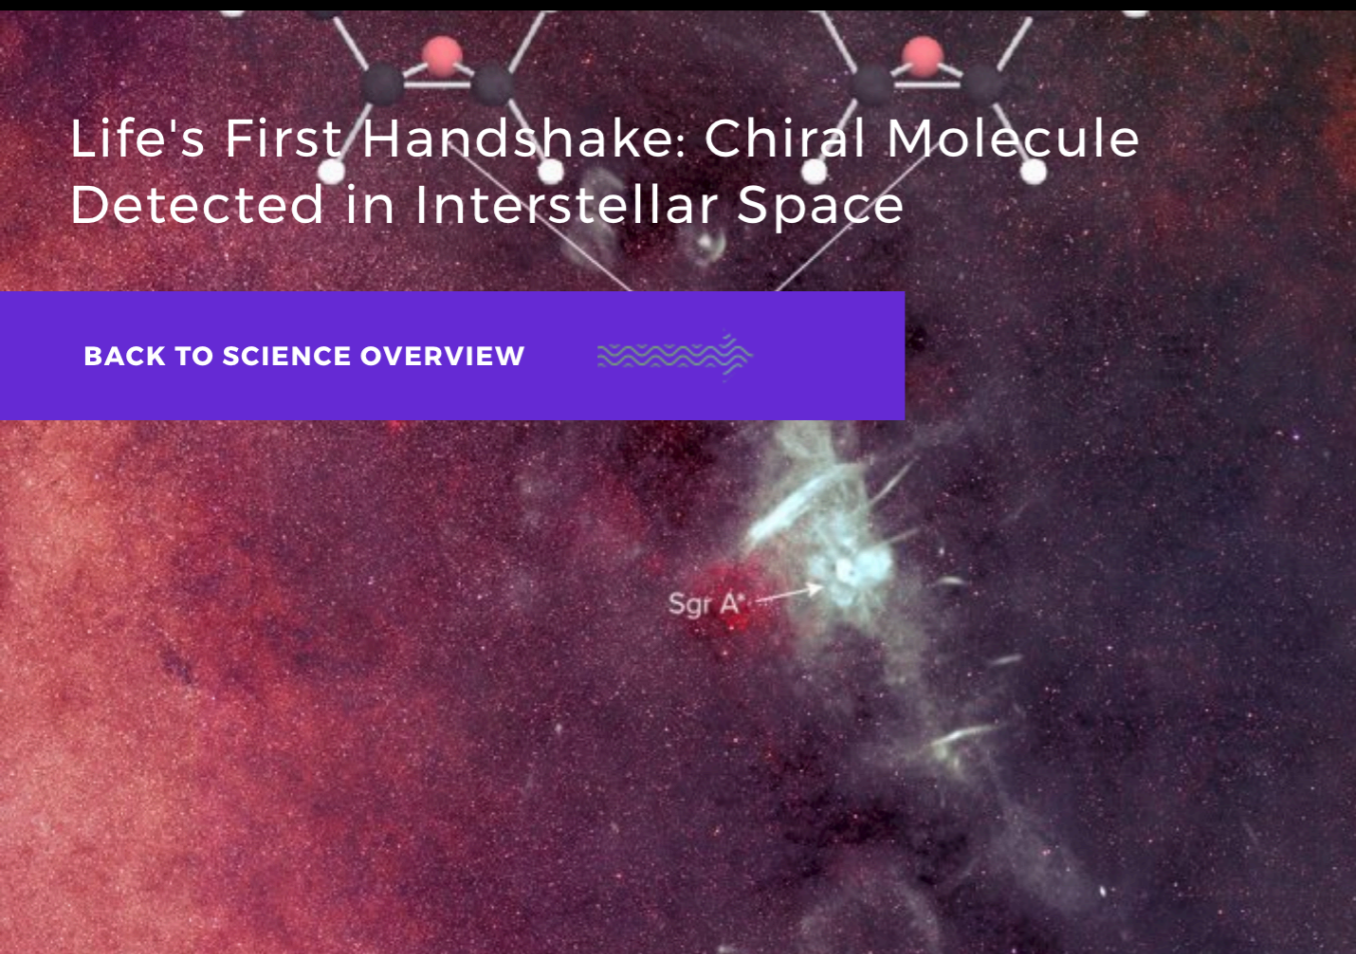 Life's First Handshake: Chiral Molecule
Detected in Interstellar Space
BACK TO SCIENCE OVERVIEW
Sgr A*